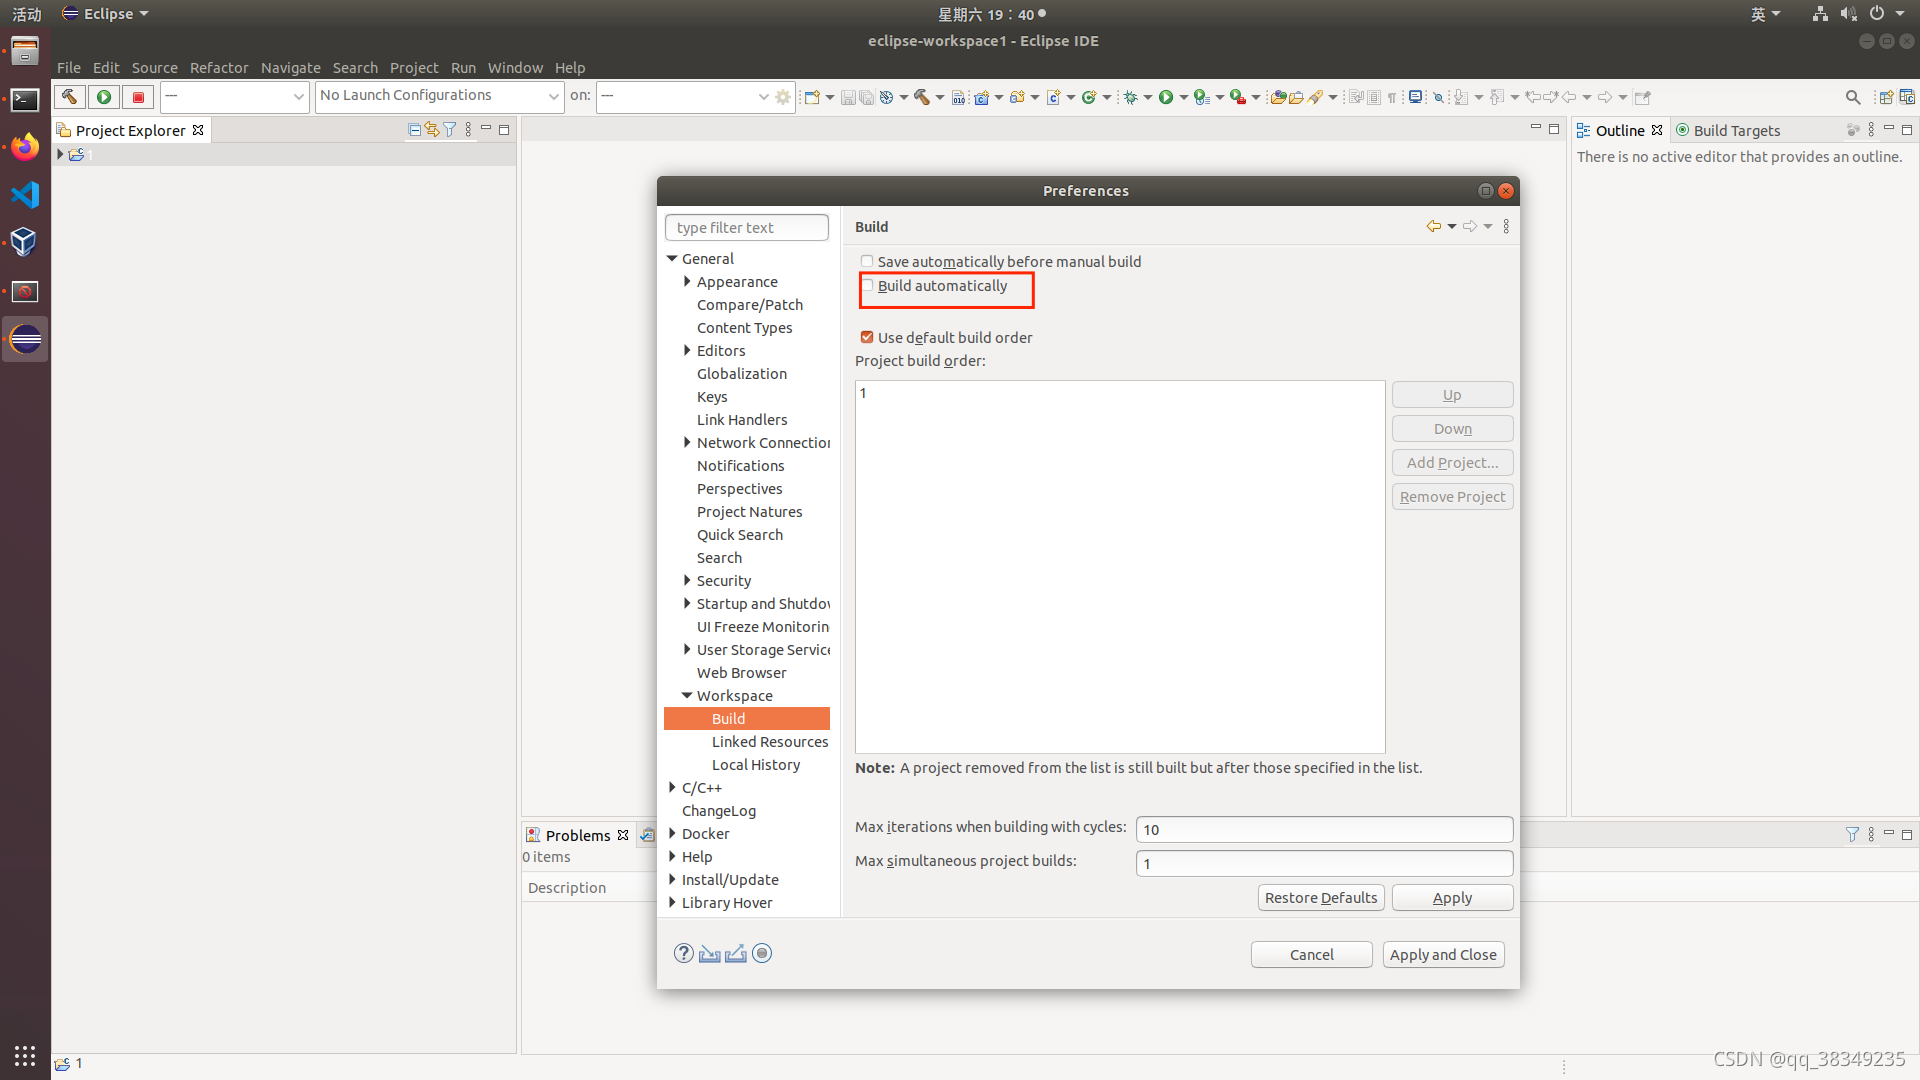 活动
Eclipse
星期六 19：40
英
eclipse-workspace1 - Eclipse IDE
File Edit Source Refactor Navigate Search Project Run Window Help
---
No Launch Configurations
on:
---
Project Explorer
1
Outline
Build Targets
There is no active editor that provides an outline.
Preferences
type filter text
General
Appearance
Compare/Patch
Content Types
Editors
Globalization
Keys
Link Handlers
Network Connection
Notifications
Perspectives
Project Natures
Quick Search
Search
Security
Startup and Shutdov
UI Freeze Monitorin
User Storage Service
Web Browser
Workspace
Build
Linked Resources
Local History
C/C++
ChangeLog
Docker
Help
Install/Update
Library Hover
Build
Save automatically before manual build
Build automatically
Use default build order
Project build order:
1
Up
Down
Add Project...
Remove Project
Note: A project removed from the list is still built but after those specified in the list.
Max iterations when building with cycles: 10
Max simultaneous project builds: 1
Restore Defaults
Apply
Cancel
Apply and Close
Problems
0 items
Description
1
CSDN @qq_38349235